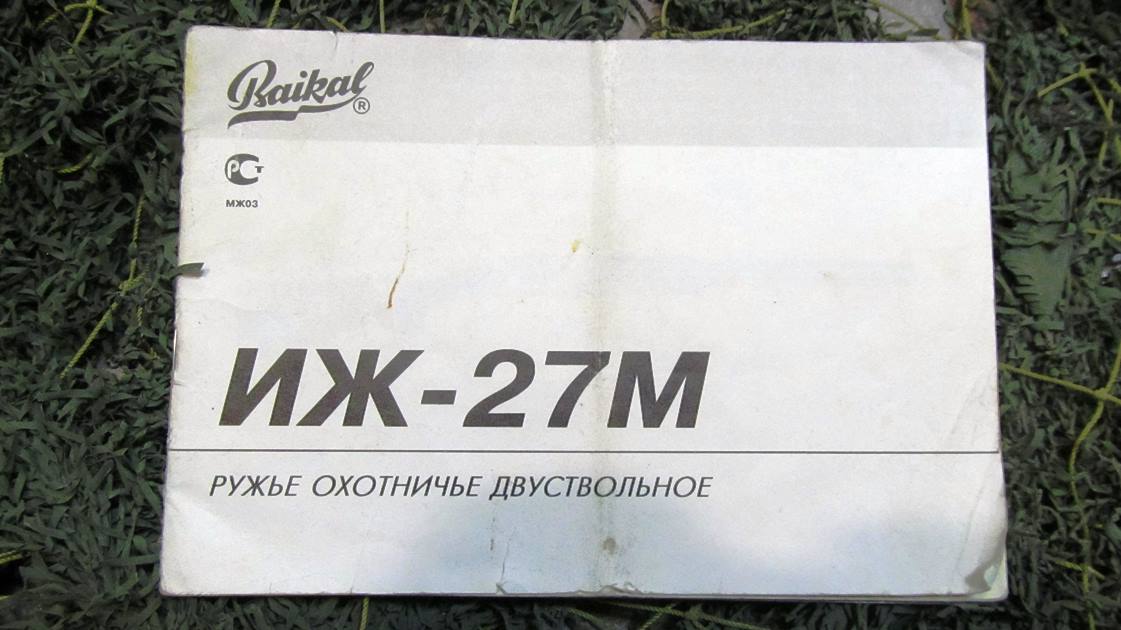 Baikal®
РСТ
МЖ03
ИЖ-27М
РУЖЬЕ ОХОТНИЧЬЕ ДВУСТВОЛЬНОЕ